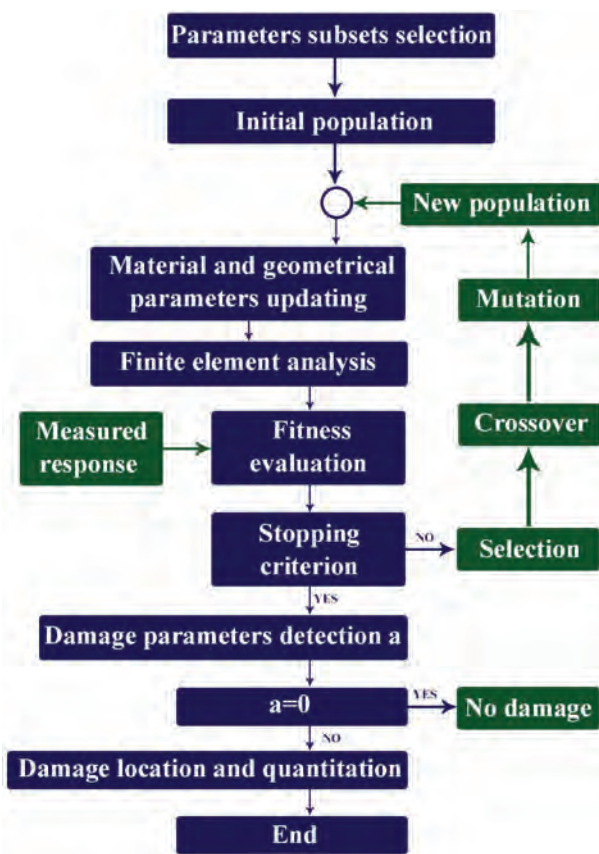 Parameters subsets selection
Initial population
New population
Material and geometrical
parameters updating
Mutation
Finite element analysis
Measured
response
Fitness
evaluation
Crossover
Stopping
criterion
NO
Selection
YES
Damage parameters detection a
a=0
YES
No damage
NO
Damage location and quantitation
End